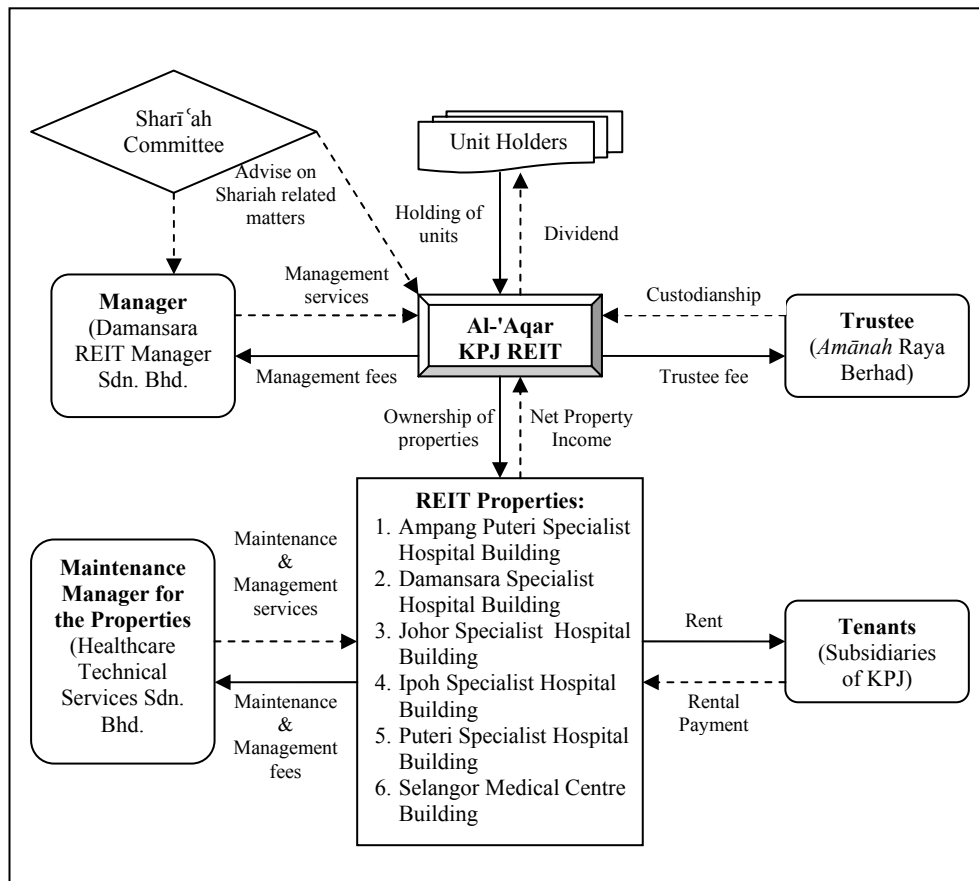 Sharīʿah
Committee
Unit Holders
Advise on
Shariah related
matters
Holding of
units
Dividend
Management
services
Custodianship
Manager
(Damansara
REIT Manager
Sdn. Bhd.
Al-'Aqar
KPJ REIT
Trustee
(Amānah Raya
Berhad)
Management fees
Trustee fee
Ownership of
properties
Net Property
Income
REIT Properties:
1. Ampang Puteri Specialist
Hospital Building
2. Damansara Specialist
Hospital Building
3. Johor Specialist Hospital
Building
4. Ipoh Specialist Hospital
Building
5. Puteri Specialist Hospital
Building
6. Selangor Medical Centre
Building
Maintenance
&
Management
services
Maintenance
Manager for
the Properties
(Healthcare
Technical
Services Sdn.
Bhd.
Maintenance
&
Management
fees
Rent
Tenants
(Subsidiaries
of KPJ)
Rental
Payment